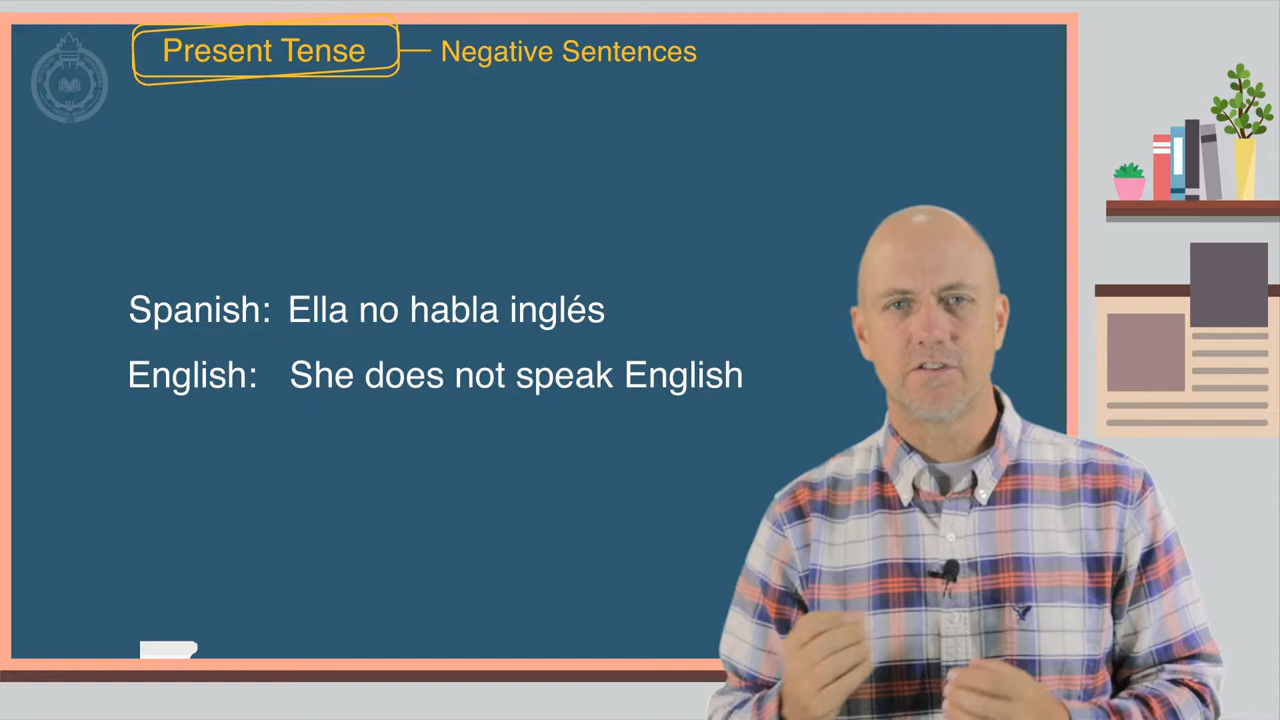 Present Tense
Negative Sentences
Spanish: Ella no habla inglés
English: She does not speak English